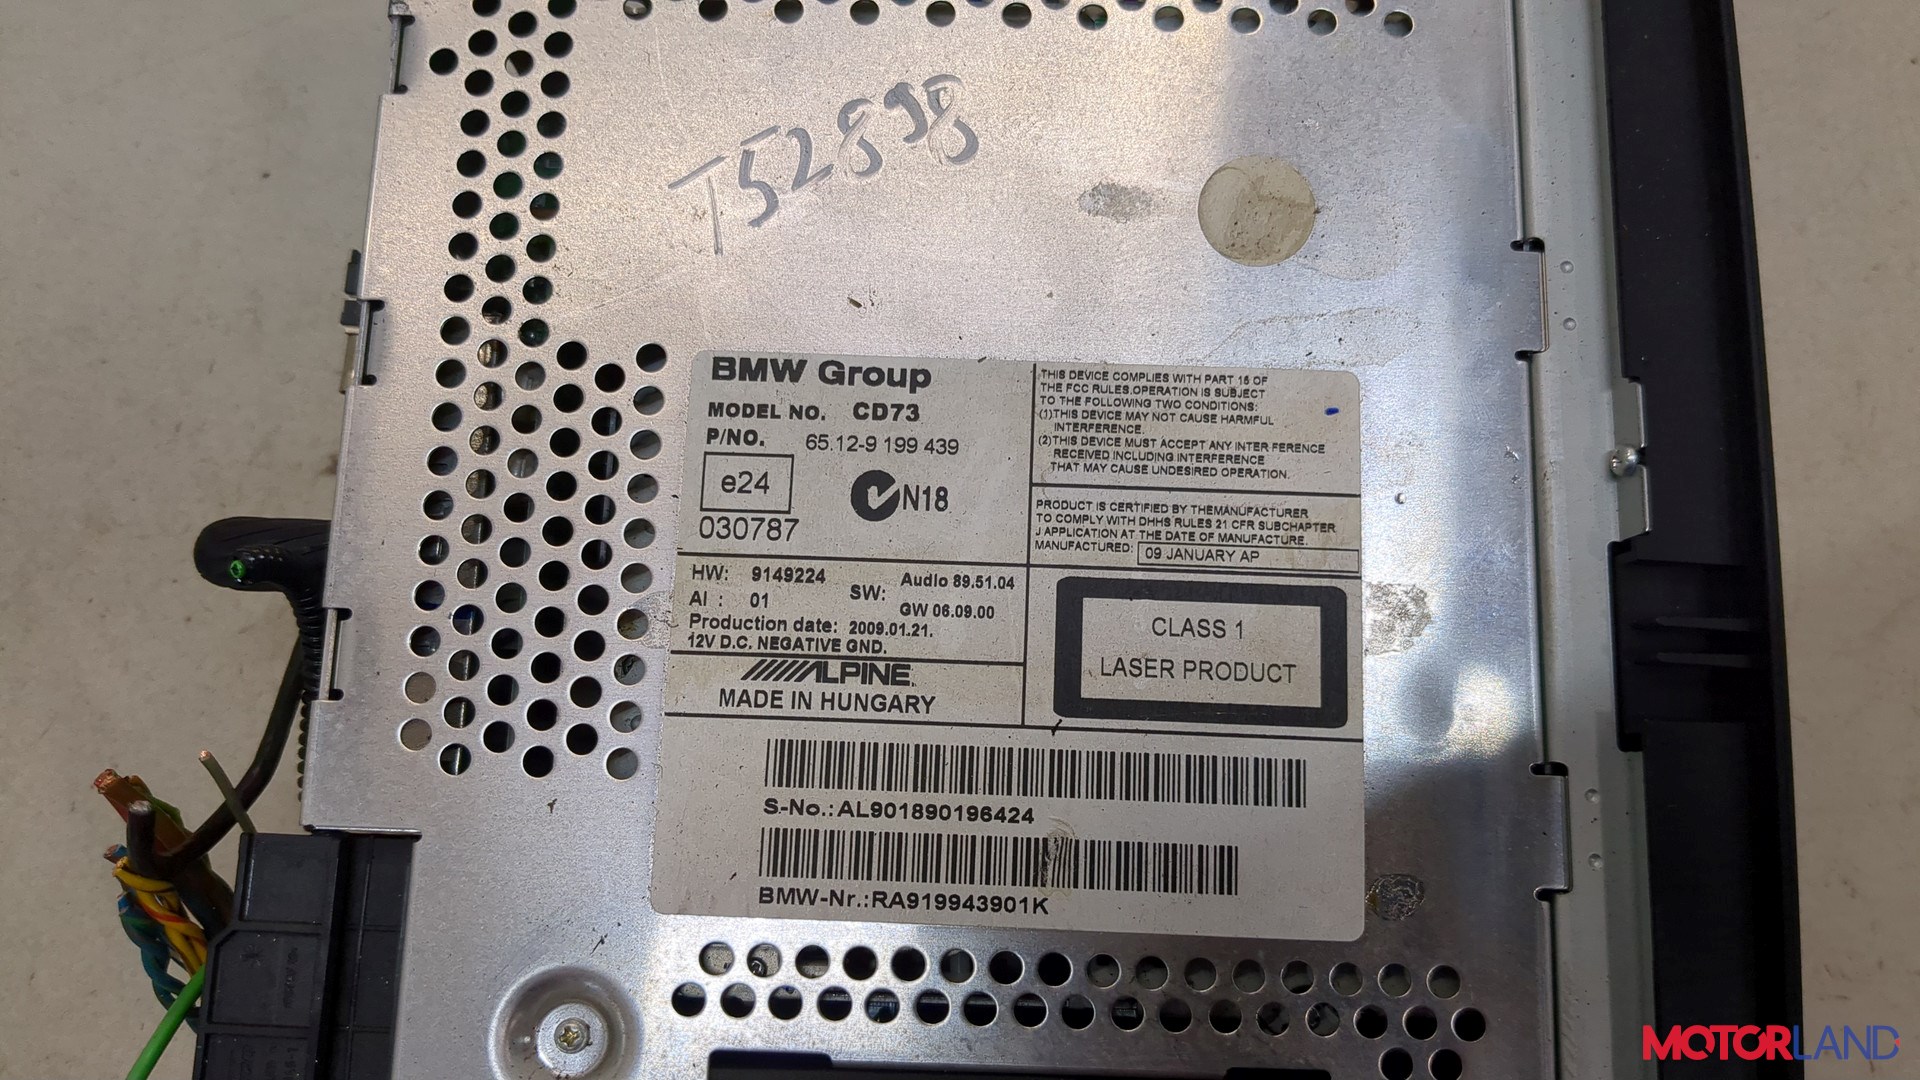 T52898
BMW Group
MODEL NO. CD73
P/NO. 65.12-9 199 439
e24
N18
030787
THIS DEVICE COMPLIES WITH PART 15 OF
THE FCC RULES.OPERATION IS SUBJECT
TO THE FOLLOWING TWO CONDITIONS:
(1)THIS DEVICE MAY NOT CAUSE HARMFUL
INTERFERENCE.
(2)THIS DEVICE MUST ACCEPT ANY INTER FERENCE
RECEIVED INCLUDING INTERFERENCE
THAT MAY CAUSE UNDESIRED OPERATION.
PRODUCT IS CERTIFIED BY THEMANUFACTURER
TO COMPLY WITH DHHS RULES 21 CFR SUBCHAPTER
J APPLICATION AT THE DATE OF MANUFACTURE.
MANUFACTURED: 09 JANUARY AP
HW: 9149224
AI : 01
SW: Audio 89.51.04
GW 06.09.00
Production date: 2009.01.21.
12V D.C. NEGATIVE GND.
ALPINE
MADE IN HUNGARY
CLASS 1
LASER PRODUCT
S-No.:AL901890196424
BMW-Nr.:RA919943901K
MOTORLAND